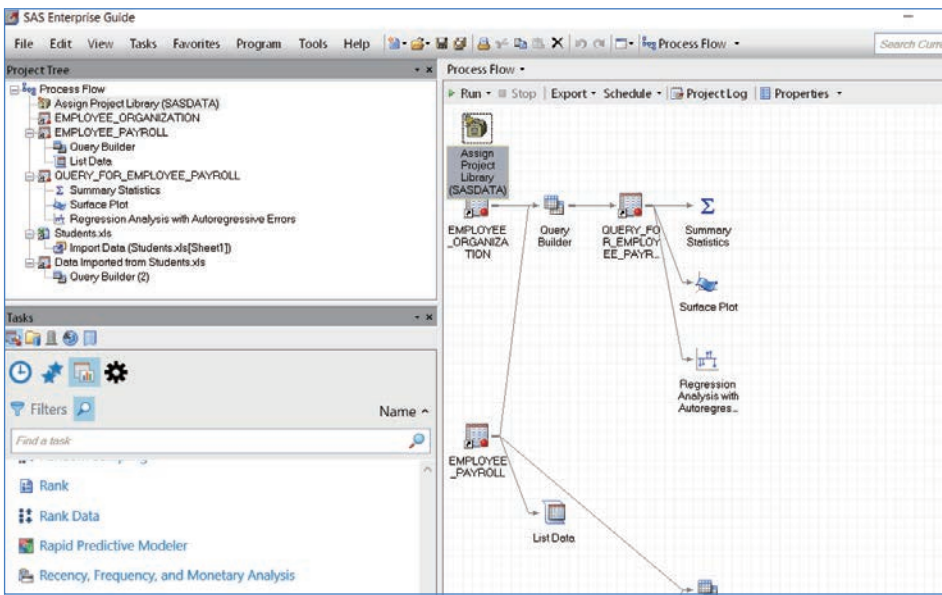 SAS Enterprise Guide
File Edit View Tasks Favorites Program Tools Help
Process Flow
Project Tree
Process Flow
Assign Project Library (SASDATA)
EMPLOYEE_ORGANIZATION
EMPLOYEE_PAYROLL
Query Builder
List Data
QUERY_FOR_EMPLOYEE_PAYROLL
Summary Statistics
Surface Plot
Regression Analysis with Autoregressive Errors
Students.xls
Import Data (Students.xls[Sheet1])
Data Imported from Students.xls
Query Builder (2)
Tasks
Filters
Name
Find a task
Rank
Rank Data
Rapid Predictive Modeler
Recency, Frequency, and Monetary Analysis
Process Flow
Run Stop Export Schedule Project Log Properties
Assign
Project
Library
(SASDATA)
EMPLOYEE
_ORGANIZA
TION
Query
Builder
QUERY_FO
R_EMPLOY
EE_PAYR...
Summary
Statistics
Surface Plot
Regression
Analysis with
Autoregres...
EMPLOYEE
_PAYROLL
List Data